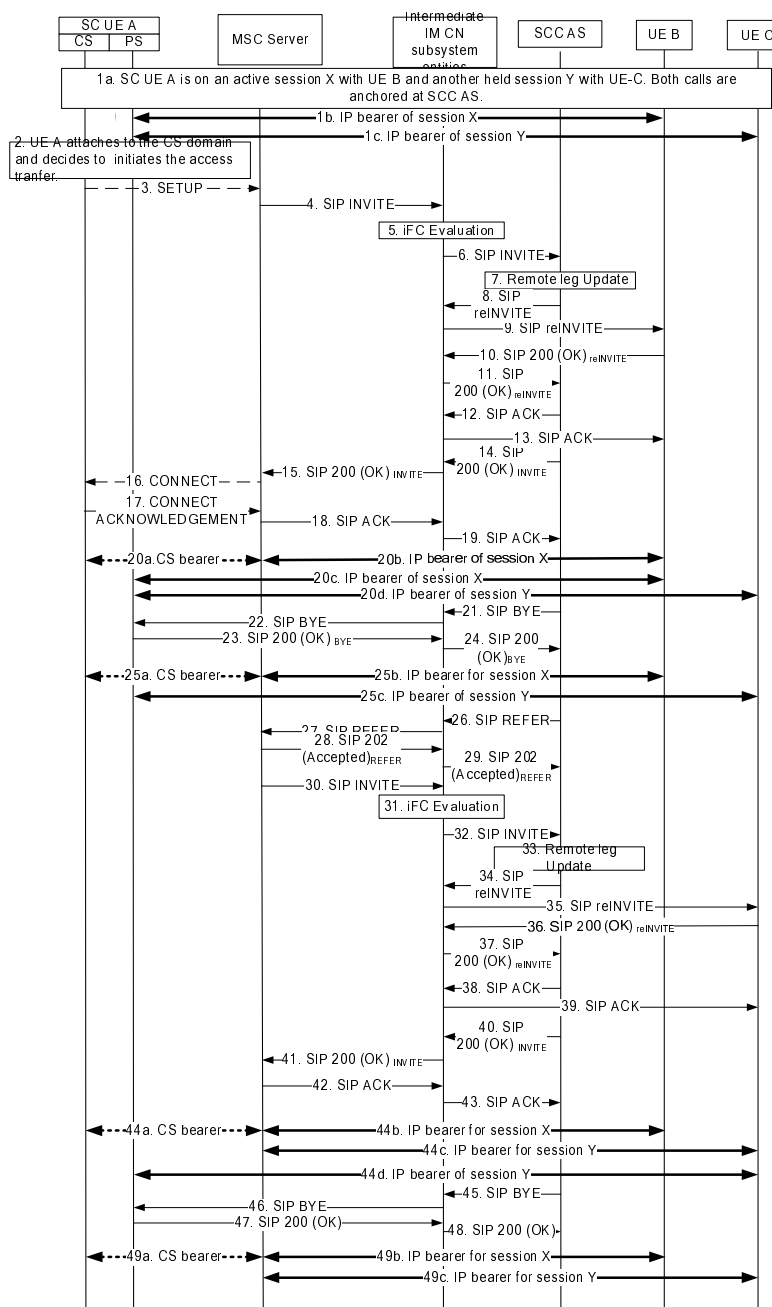 SC UE A
CS
PS
MSC Server
Intermediate
IM CN
subsystem
entities
SCC AS
UE B
UE C
1a. SC UE A is on an active session X with UE B and another held session Y with UE-C. Both calls are
anchored at SCC AS.
1b. IP bearer of session X
1c. IP bearer of session Y
2. UE A attaches to the CS domain
and decides to initiates the access
tranfer.
3. SETUP
4. SIP INVITE
5. iFC Evaluation
6. SIP INVITE
7. Remote leg Update
8. SIP
reINVITE
9. SIP reINVITE
10. SIP 200 (OK) reINVITE
11. SIP
200 (OK) reINVITE
12. SIP ACK
13. SIP ACK
14. SIP
200 (OK) INVITE
15. SIP 200 (OK) INVITE
16. CONNECT
17. CONNECT
ACKNOWLEDGEMENT
18. SIP ACK
19. SIP ACK
20a. CS bearer
20b. IP bearer of session X
20c. IP bearer of session X
20d. IP bearer of session Y
21. SIP BYE
22. SIP BYE
23. SIP 200 (OK) BYE
24. SIP 200
(OK)BYE
25a. CS bearer
25b. IP bearer for session X
25c. IP bearer of session Y
26. SIP REFER
27. SIP REFER
28. SIP 202
(Accepted)REFER
29. SIP 202
(Accepted)REFER
30. SIP INVITE
31. iFC Evaluation
32. SIP INVITE
33. Remote leg
Update
34. SIP
reINVITE
35. SIP reINVITE
36. SIP 200 (OK) reINVITE
37. SIP
200 (OK) reINVITE
38. SIP ACK
39. SIP ACK
40. SIP
200 (OK) INVITE
41. SIP 200 (OK) INVITE
42. SIP ACK
43. SIP ACK
44a. CS bearer
44b. IP bearer for session X
44c. IP bearer for session Y
44d. IP bearer of session Y
45. SIP BYE
46. SIP BYE
47. SIP 200 (OK)
48. SIP 200 (OK)
49a. CS bearer
49b. IP bearer for session X
49c. IP bearer for session Y